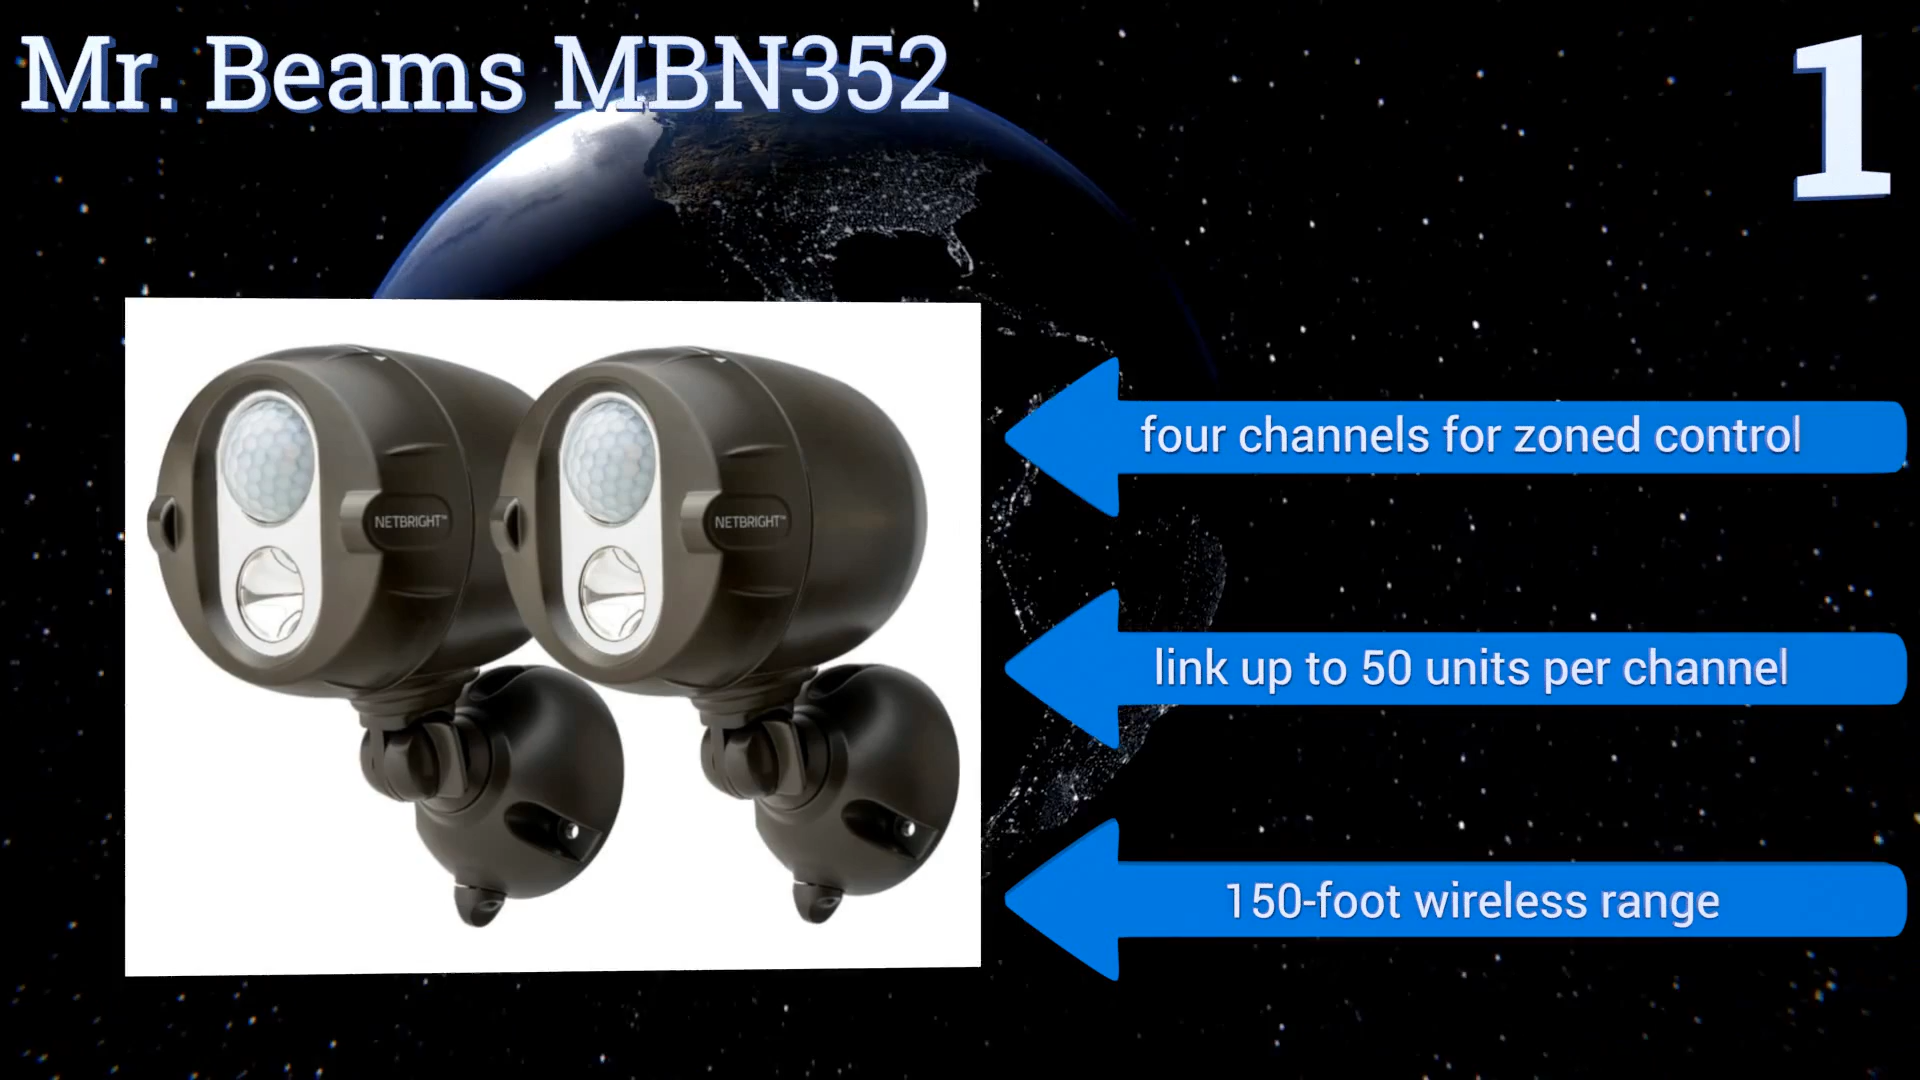 Mr. Beams MBN352
1
NETBRIGHT™
NETBRIGHT™
four channels for zoned control
link up to 50 units per channel
150-foot wireless range